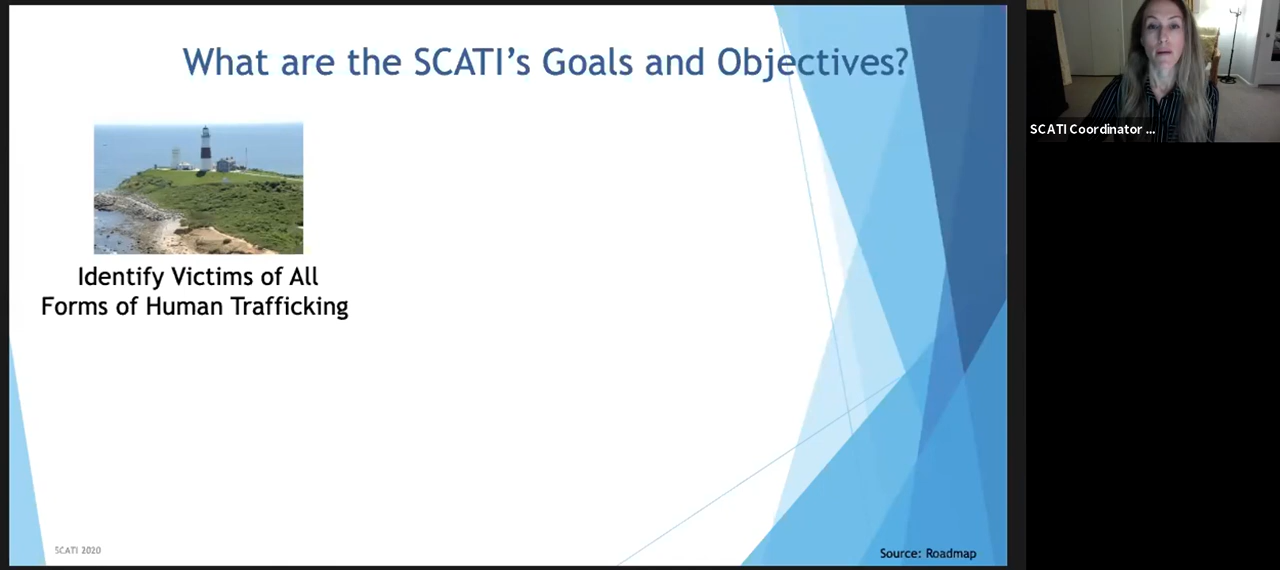 What are the SCATI's Goals and Objectives?
Identify Victims of All
Forms of Human Trafficking
SCATI 2020
Source: Roadmap
SCATI Coordinator ...